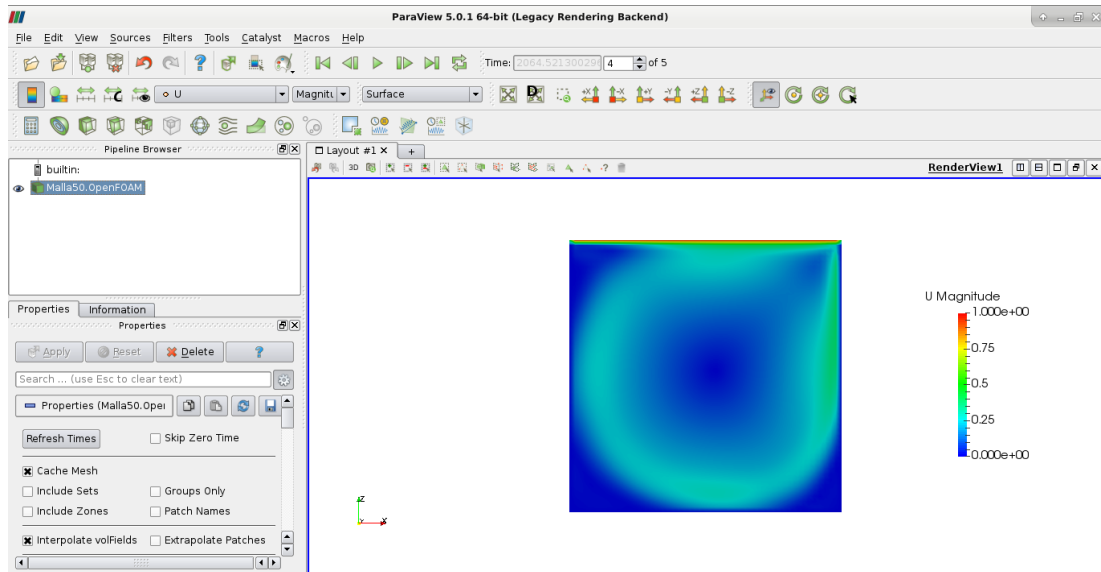 ParaView 5.0.1 64-bit (Legacy Rendering Backend)
File Edit View Sources Filters Tools Catalyst Macros Help
Time: 2064.521300296 4 of 5
U Magnitu Surface
+X -X +Y -Y +Z -Z
Pipeline Browser
Layout #1 +
3D
RenderView1
builtin:
Malla50.OpenFOAM
Properties Information
Properties
Apply Reset Delete ?
Search ... (use Esc to clear text)
Properties (Malla50.Oper
Refresh Times Skip Zero Time
Cache Mesh
Include Sets Groups Only
Include Zones Patch Names
Interpolate volFields Extrapolate Patches
U Magnitude
1.000e+00
0.75
0.5
0.25
0.000e+00
Z
Y X